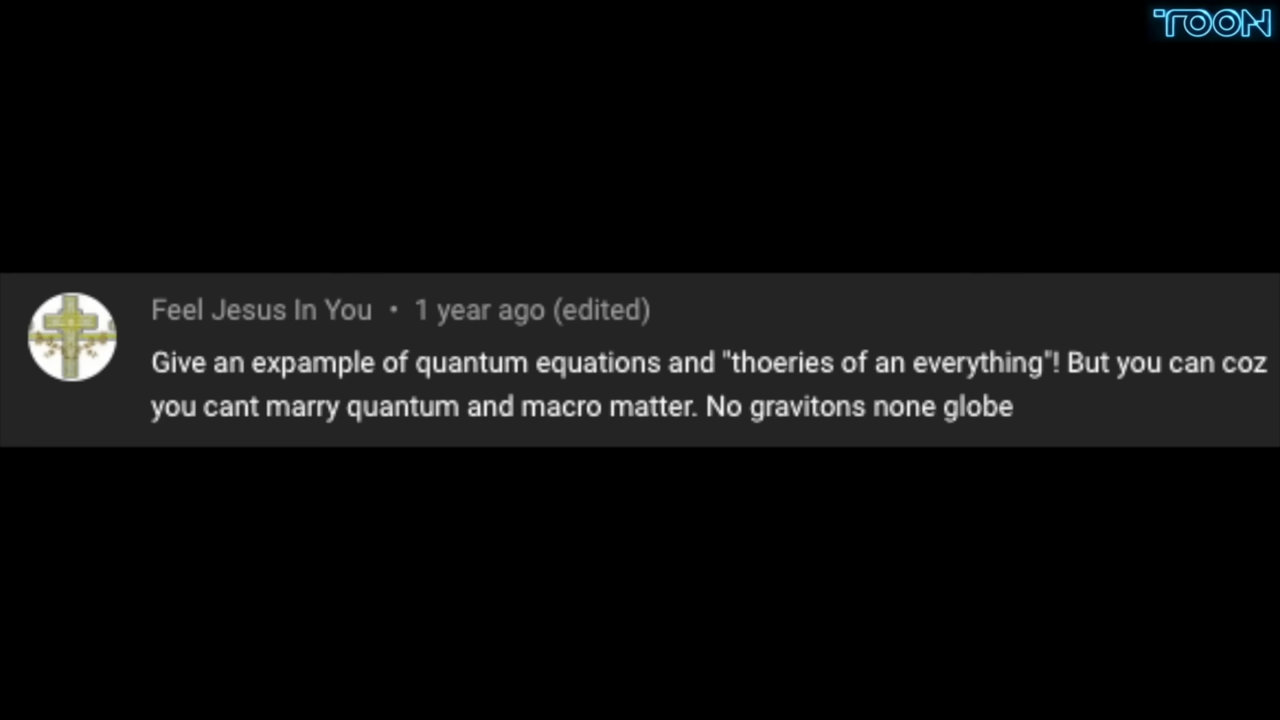 TOON
Feel Jesus In You • 1 year ago (edited)
Give an expample of quantum equations and "thoeries of an everything"! But you can coz
you cant marry quantum and macro matter. No gravitons none globe